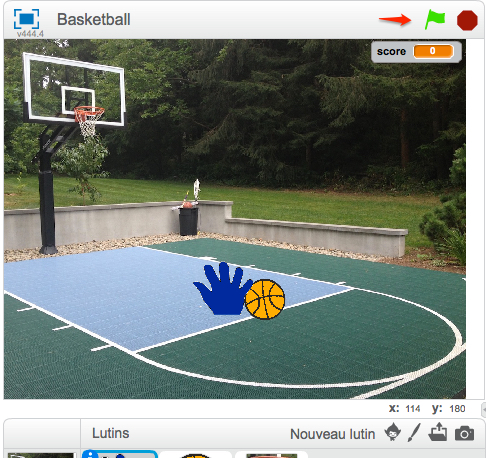 Basketball
v444.4
score 0
x: 114 y: 180
Lutins Nouveau lutin